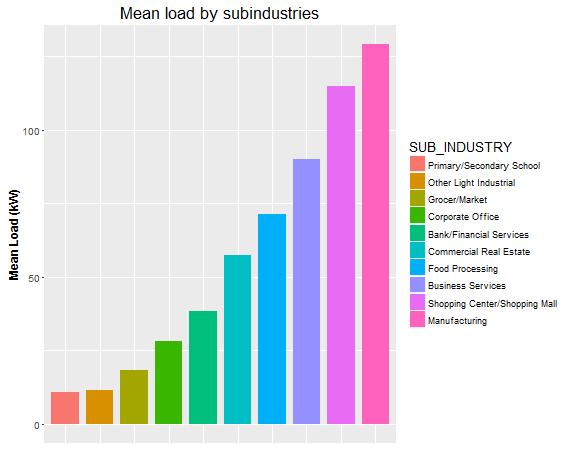 Mean load by subindustries
Mean Load (kW)
100
50
0
SUB_INDUSTRY
Primary/Secondary School
Other Light Industrial
Grocer/Market
Corporate Office
Bank/Financial Services
Commercial Real Estate
Food Processing
Business Services
Shopping Center/Shopping Mall
Manufacturing